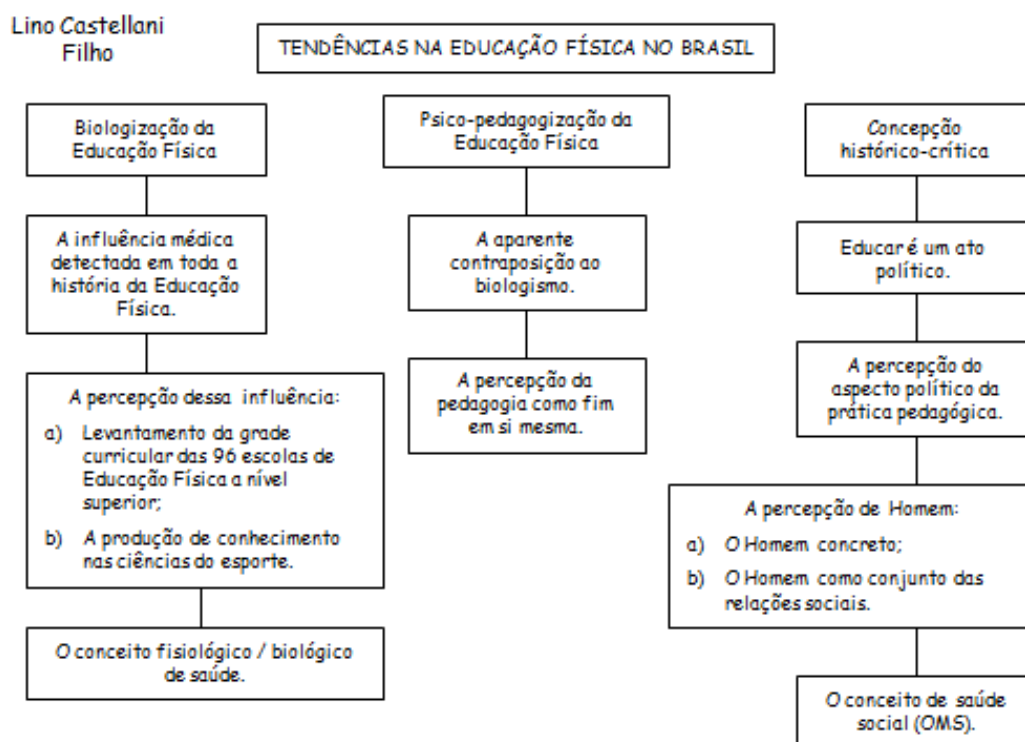 Lino Castellani
Filho
TENDÊNCIAS NA EDUCAÇÃO FÍSICA NO BRASIL
Biologização da
Educação Física
A influência médica
detectada em toda a
história da Educação
Física.
A percepção dessa influência:
a) Levantamento da grade
curricular das 96 escolas de
Educação Física a nível
superior;
b) A produção de conhecimento
nas ciências do esporte.
O conceito fisiológico / biológico
de saúde.
Psico-pedagogização da
Educação Física
A aparente
contraposição ao
biologismo.
A percepção da
pedagogia como fim
em si mesma.
Concepção
histórico-crítica
Educar é um ato
político.
A percepção do
aspecto político da
prática pedagógica.
A percepção de Homem:
a) O Homem concreto;
b) O Homem como conjunto das
relações sociais.
O conceito de saúde
social (OMS).